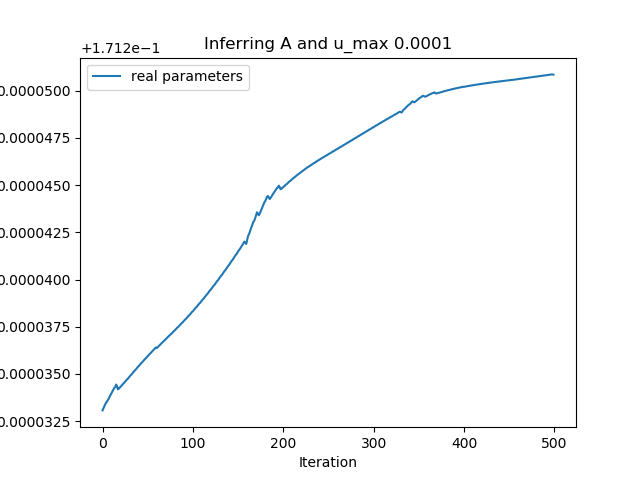 Inferring A and u_max 0.0001
+1.712e−1
real parameters
0.0000500
0.0000475
0.0000450
0.0000425
0.0000400
0.0000375
0.0000350
0.0000325
0 100 200 300 400 500
Iteration